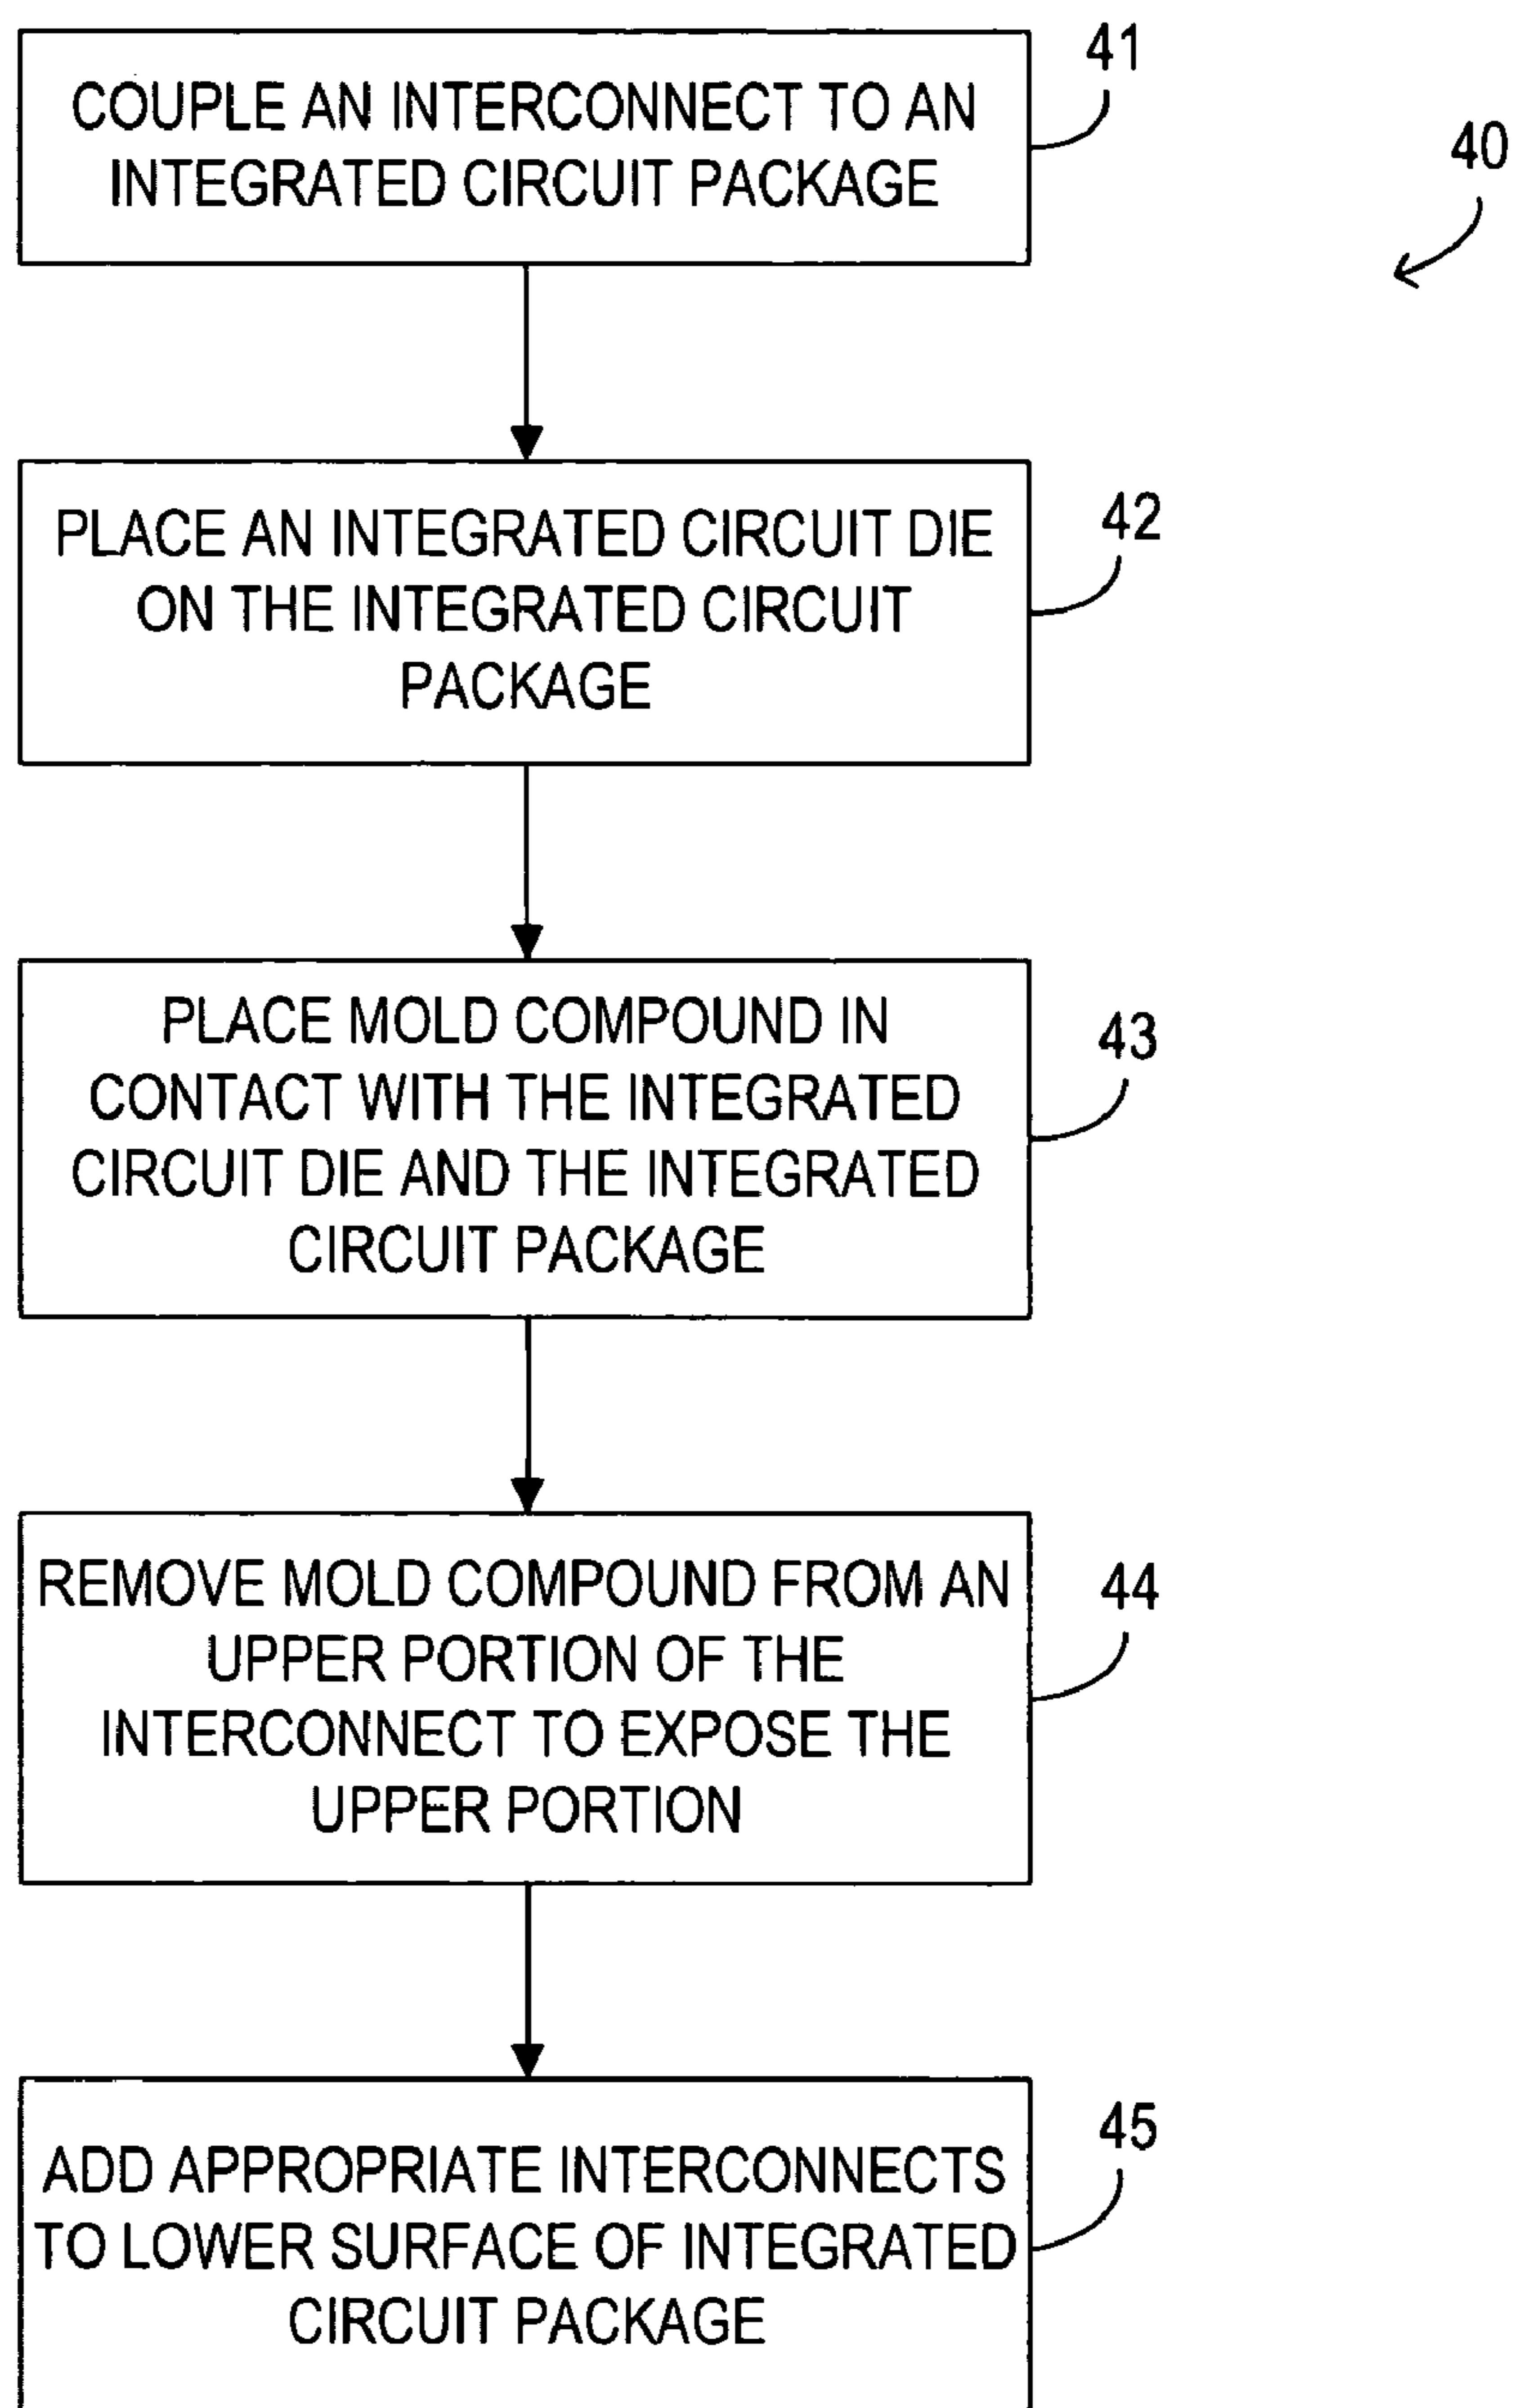 41
COUPLE AN INTERCONNECT TO AN
INTEGRATED CIRCUIT PACKAGE
40
42
PLACE AN INTEGRATED CIRCUIT DIE
ON THE INTEGRATED CIRCUIT
PACKAGE
43
PLACE MOLD COMPOUND IN
CONTACT WITH THE INTEGRATED
CIRCUIT DIE AND THE INTEGRATED
CIRCUIT PACKAGE
44
REMOVE MOLD COMPOUND FROM AN
UPPER PORTION OF THE
INTERCONNECT TO EXPOSE THE
UPPER PORTION
45
ADD APPROPRIATE INTERCONNECTS
TO LOWER SURFACE OF INTEGRATED
CIRCUIT PACKAGE